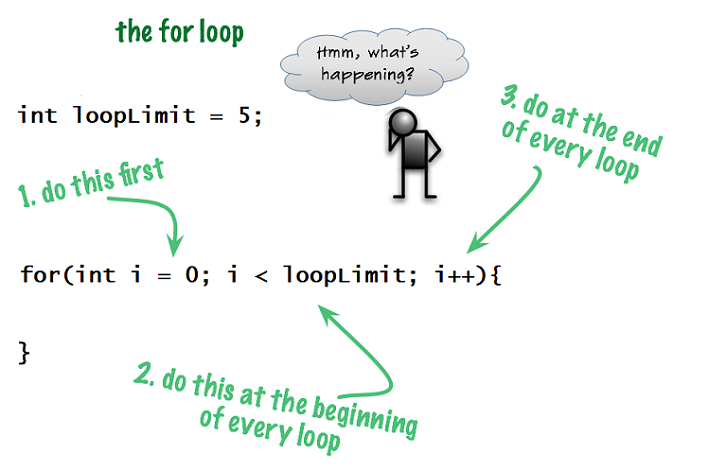 the for loop
Hmm, what's
happening?
int loopLimit = 5;
3. do at the end
of every loop
1. do this first
for(int i = 0; i < loopLimit; i++){
}
2. do this at the beginning
of every loop